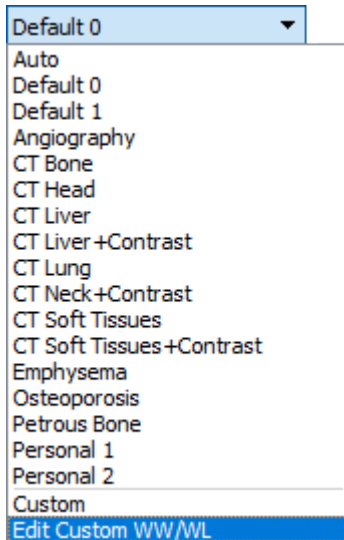 Default 0
Auto
Default 0
Default 1
Angiography
CT Bone
CT Head
CT Liver
CT Liver+Contrast
CT Lung
CT Neck+Contrast
CT Soft Tissues
CT Soft Tissues+Contrast
Emphysema
Osteoporosis
Petrous Bone
Personal 1
Personal 2
Custom
Edit Custom WW/WL